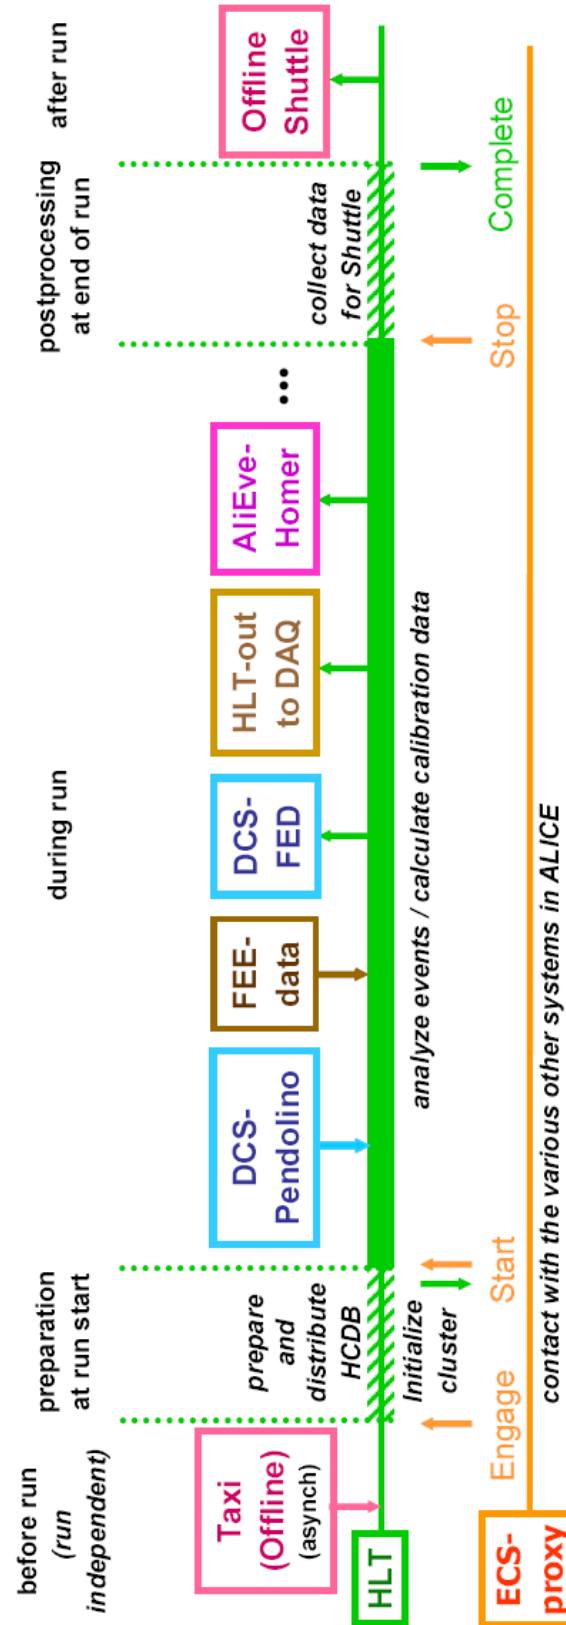 before run
(run
independent)
preparation
at run start
during run
postprocessing
at end of run
after run
Taxi
(Offline)
(asynch)
prepare
and
distribute
HCDB
DCS-
Pendolino
FEE-
data
DCS-
FED
HLT-out
to DAQ
AliEve-
Homer
...
collect data
for Shuttle
Offline
Shuttle
HLT
Initialize
cluster
analyze events / calculate calibration data
Engage
Start
Stop
Complete
ECS-
proxy
contact with the various other systems in ALICE